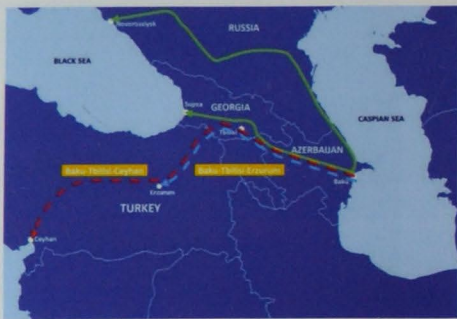 RUSSIA
Novorossiysk
BLACK SEA
Supsa
GEORGIA
CASPIAN SEA
Tbilisi
AZERBAIJAN
Baku-Tbilisi-Ceyhan
Baku-Tbilisi-Erzurum
Baku
Erzurum
TURKEY
Ceyhan